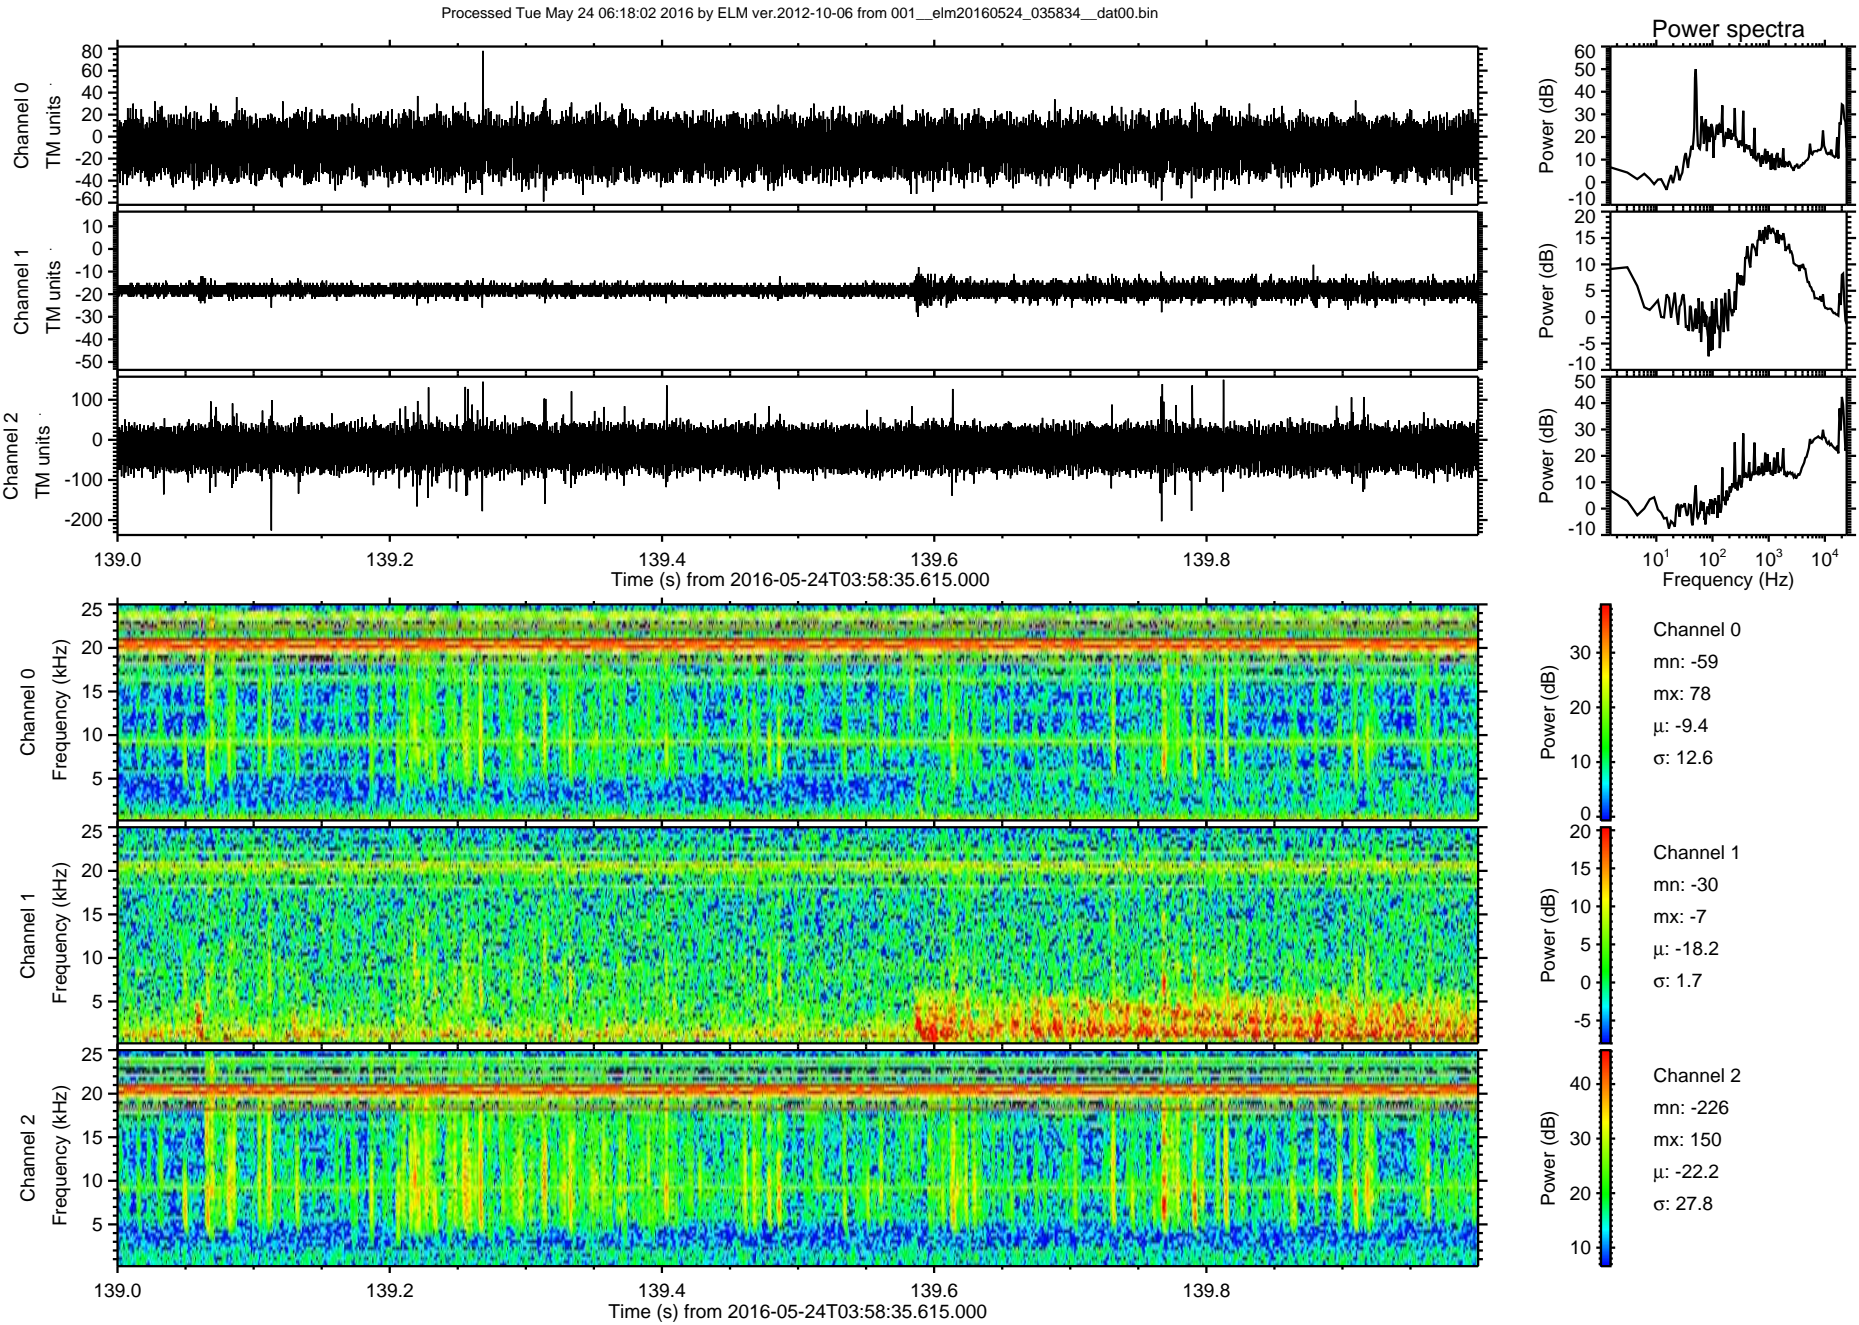 Processed Tue May 24 06:18:02 2016 by ELM ver.2012-10-06 from 001__elm20160524_035834__dat00.bin
Power spectra
Channel 0
TM units
80
60
40
20
0
-20
-40
-60
Power (dB)
60
50
40
30
20
10
0
-10
Channel 1
TM units
10
0
-10
-20
-30
-40
-50
Power (dB)
20
15
10
5
0
-5
-10
Channel 2
TM units
100
0
-100
-200
Power (dB)
50
40
30
20
10
0
-10
139.0 139.2 139.4 139.6 139.8
Time (s) from 2016-05-24T03:58:35.615.000
10^1 10^2 10^3 10^4
Frequency (Hz)
Channel 0
Frequency (kHz)
25
20
15
10
5
Power (dB)
30
20
10
0
Channel 0
mn: -59
mx: 78
μ: -9.4
σ: 12.6
Channel 1
Frequency (kHz)
25
20
15
10
5
Power (dB)
20
15
10
5
0
-5
Channel 1
mn: -30
mx: -7
μ: -18.2
σ: 1.7
Channel 2
Frequency (kHz)
25
20
15
10
5
Power (dB)
40
30
20
10
Channel 2
mn: -226
mx: 150
μ: -22.2
σ: 27.8
139.0 139.2 139.4 139.6 139.8
Time (s) from 2016-05-24T03:58:35.615.000